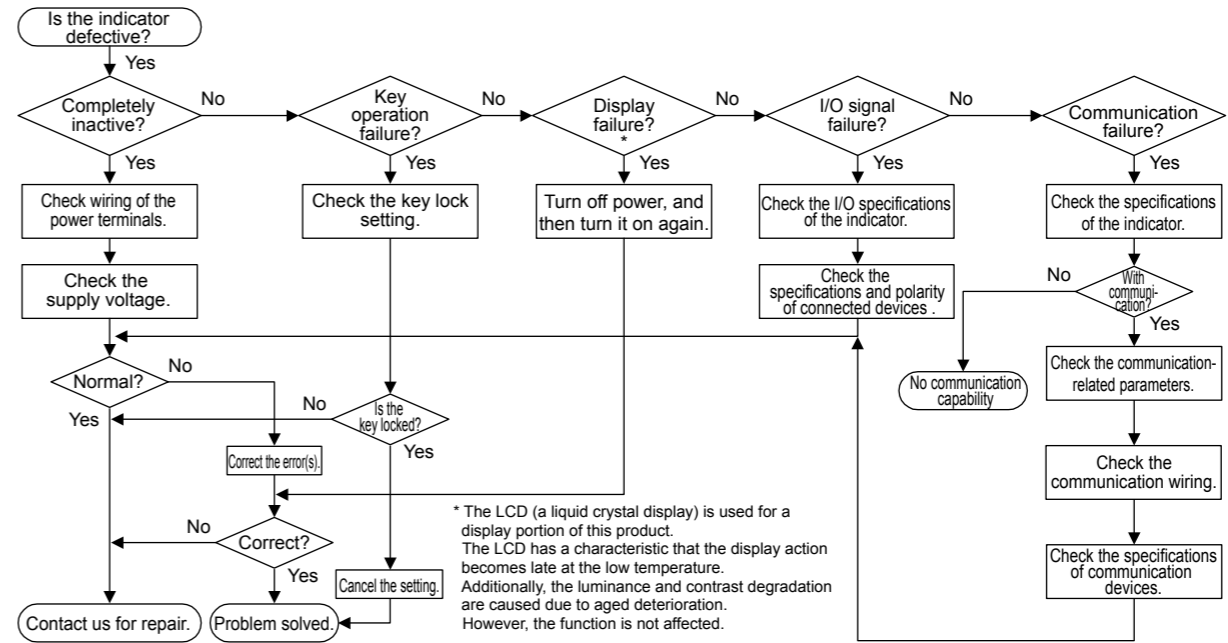 Is the indicator
defective?
Yes
Completely
inactive?
No
Key
operation
failure?
No
Display
failure?
*
No
I/O signal
failure?
No
Communication
failure?
Yes
Yes
Yes
Yes
Yes
Check wiring of the
power terminals.
Check the key lock
setting.
Turn off power, and
then turn it on again.
Check the I/O specifications
of the indicator.
Check the specifications
of the indicator.
Check the
supply voltage.
Check the
specifications and polarity
of connected devices .
No
With
communi-
cation?
Yes
Normal?
No
Yes
No
Is the
key locked?
Yes
No communication
capability
Check the communication-
related parameters.
Correct the error(s).
Check the
communication wiring.
No
Correct?
Yes
Cancel the setting.
* The LCD (a liquid crystal display) is used for a
display portion of this product.
The LCD has a characteristic that the display action
becomes late at the low temperature.
Additionally, the luminance and contrast degradation
are caused due to aged deterioration.
However, the function is not affected.
Check the specifications
of communication
devices.
Contact us for repair.
Problem solved.